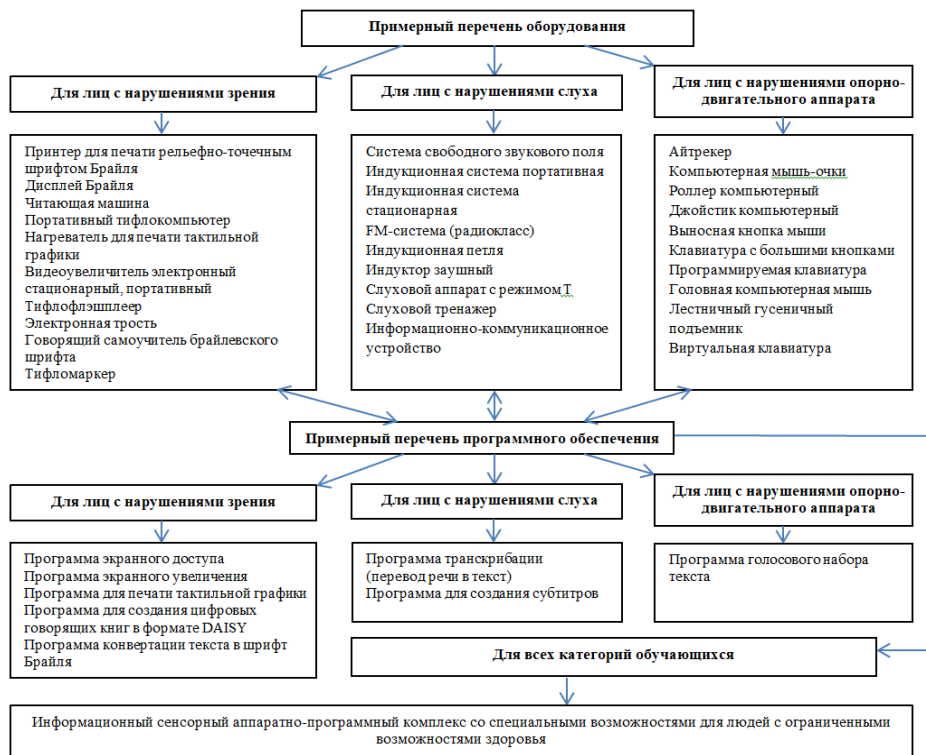 Примерный перечень оборудования
Для лиц с нарушениями зрения
Принтер для печати рельефно-точечным
шрифтом Брайля
Дисплей Брайля
Читающая машина
Портативный тифлокомпьютер
Нагреватель для печати тактильной
графики
Видеоувеличитель электронный
стационарный, портативный
Тифлофлэшплеер
Электронная трость
Говорящий самоучитель брайлевского
шрифта
Тифломаркер
Для лиц с нарушениями слуха
Система свободного звукового поля
Индукционная система портативная
Индукционная система
стационарная
FM-система (радиокласс)
Индукционная петля
Индуктор заушный
Слуховой аппарат с режимом Т
Слуховой тренажер
Информационно-коммуникационное
устройство
Для лиц с нарушениями опорно-
двигательного аппарата
Айтрекер
Компьютерная мышь-очки
Роллер компьютерный
Джойстик компьютерный
Выносная кнопка мыши
Клавиатура с большими кнопками
Программируемая клавиатура
Головная компьютерная мышь
Лестничный гусеничный
подъемник
Виртуальная клавиатура
Примерный перечень программного обеспечения
Для лиц с нарушениями зрения
Программа экранного доступа
Программа экранного увеличения
Программа для печати тактильной графики
Программа для создания цифровых
говорящих книг в формате DAISY
Программа конвертации текста в шрифт
Брайля
Для лиц с нарушениями слуха
Программа транскрибации
(перевод речи в текст)
Программа для создания субтитров
Для лиц с нарушениями опорно-
двигательного аппарата
Программа голосового набора
текста
Для всех категорий обучающихся
Информационный сенсорный аппаратно-программный комплекс со специальными возможностями для людей с ограниченными
возможностями здоровья